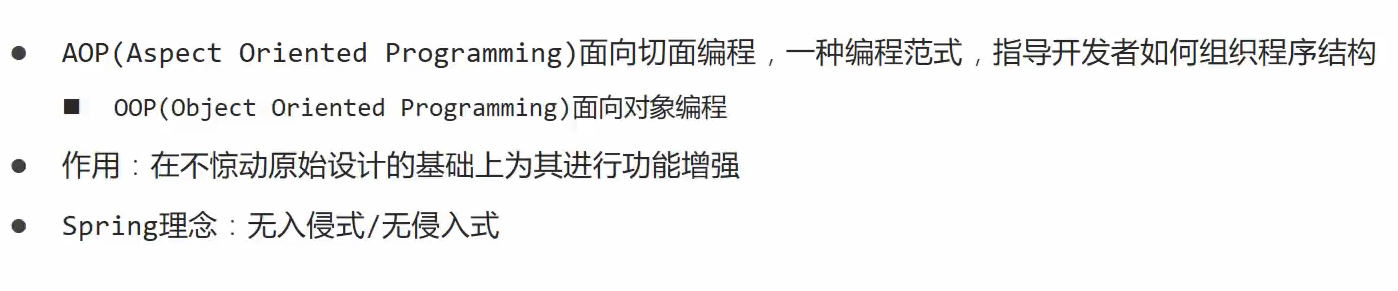 ● AOP(Aspect Oriented Programming)面向切面编程，一种编程范式，指导开发者如何组织程序结构
■ OOP(Object Oriented Programming)面向对象编程
● 作用：在不惊动原始设计的基础上为其进行功能增强
● Spring理念：无入侵式/无侵入式